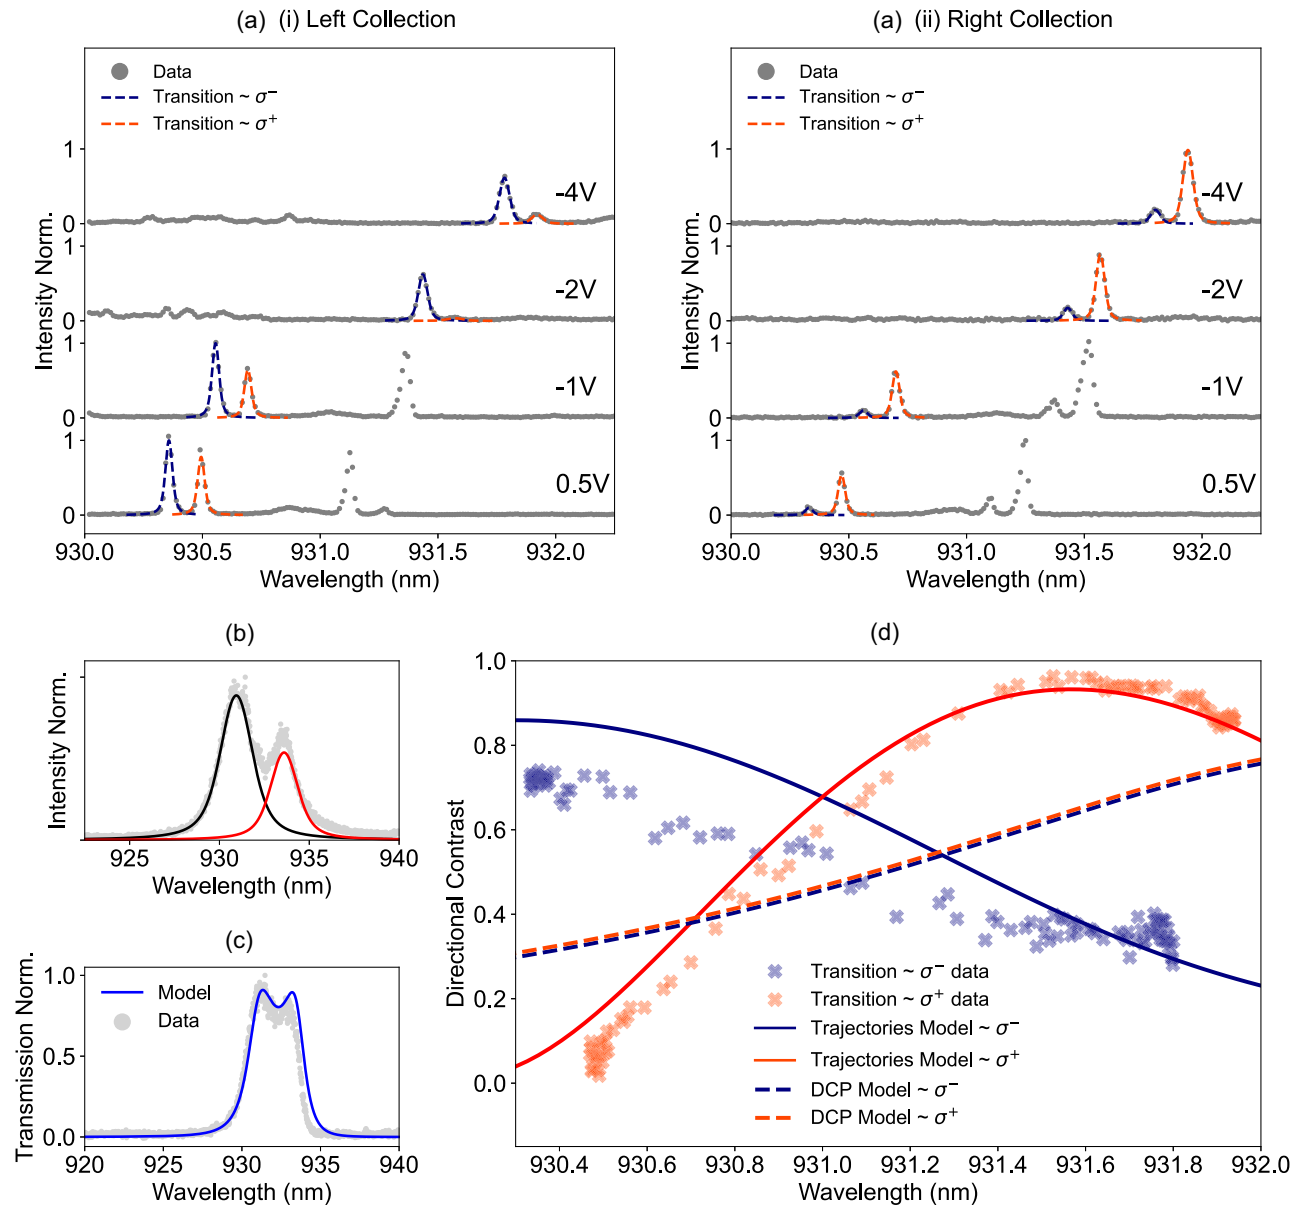 (a) (i) Left Collection
Data
Transition ~ σ⁻
Transition ~ σ⁺
Intensity Norm.
1
0
-4V
1
0
-2V
1
0
-1V
1
0
0.5V
930.0 930.5 931.0 931.5 932.0
Wavelength (nm)
(a) (ii) Right Collection
Data
Transition ~ σ⁻
Transition ~ σ⁺
Intensity Norm.
1
0
-4V
1
0
-2V
1
0
-1V
1
0
0.5V
930.0 930.5 931.0 931.5 932.0
Wavelength (nm)
(b)
Intensity Norm.
925 930 935 940
Wavelength (nm)
(c)
Transmission Norm.
1.0
0.5
0.0
Model
Data
920 925 930 935 940
Wavelength (nm)
(d)
Directional Contrast
1.0
0.8
0.6
0.4
0.2
0.0
Transition ~ σ⁻ data
Transition ~ σ⁺ data
Trajectories Model ~ σ⁻
Trajectories Model ~ σ⁺
DCP Model ~ σ⁻
DCP Model ~ σ⁺
930.4 930.6 930.8 931.0 931.2 931.4 931.6 931.8 932.0
Wavelength (nm)